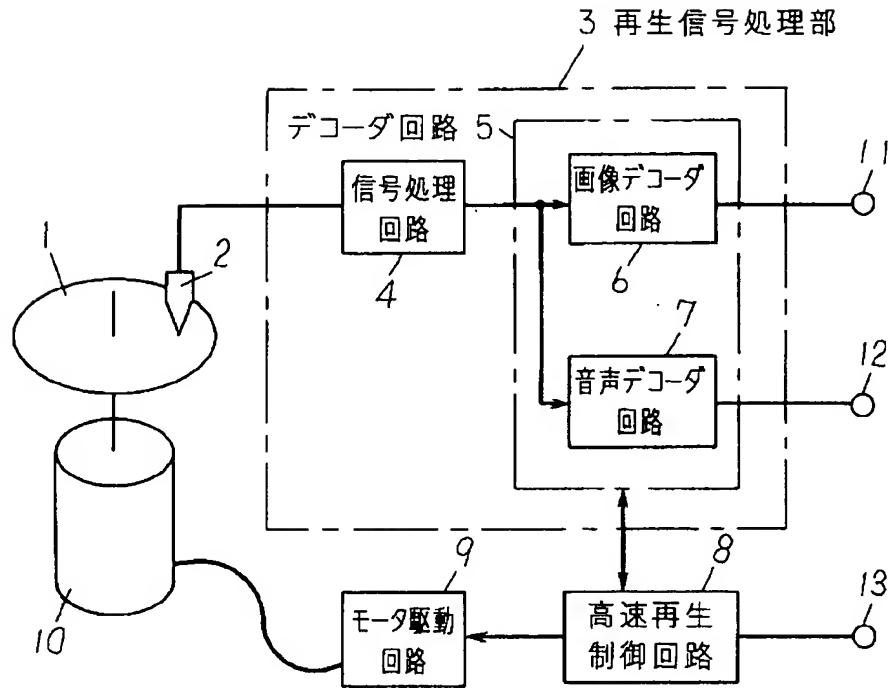 3 再生信号処理部
デコーダ回路 5
11
信号処理
回路
画像デコーダ
回路
1
2
4
6
7
12
音声デコーダ
回路
9
8
13
モータ駆動
回路
高速再生
制御回路
10